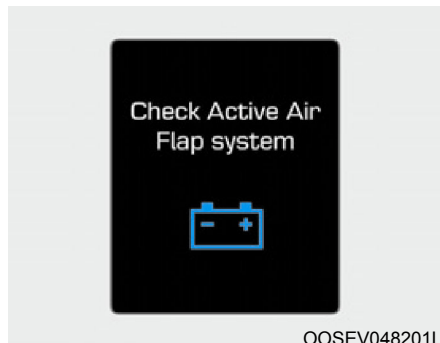 Check Active Air
Flap system
- +
OOSEV048201L